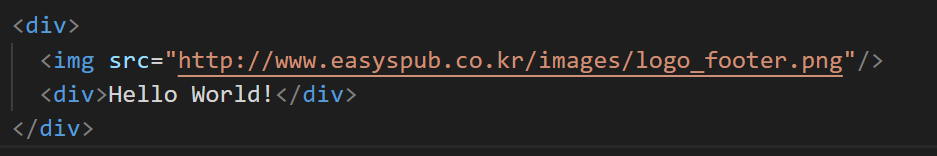 <div>
<img src="http://www.easyspub.co.kr/images/logo_footer.png"/>
<div>Hello World!</div>
</div>